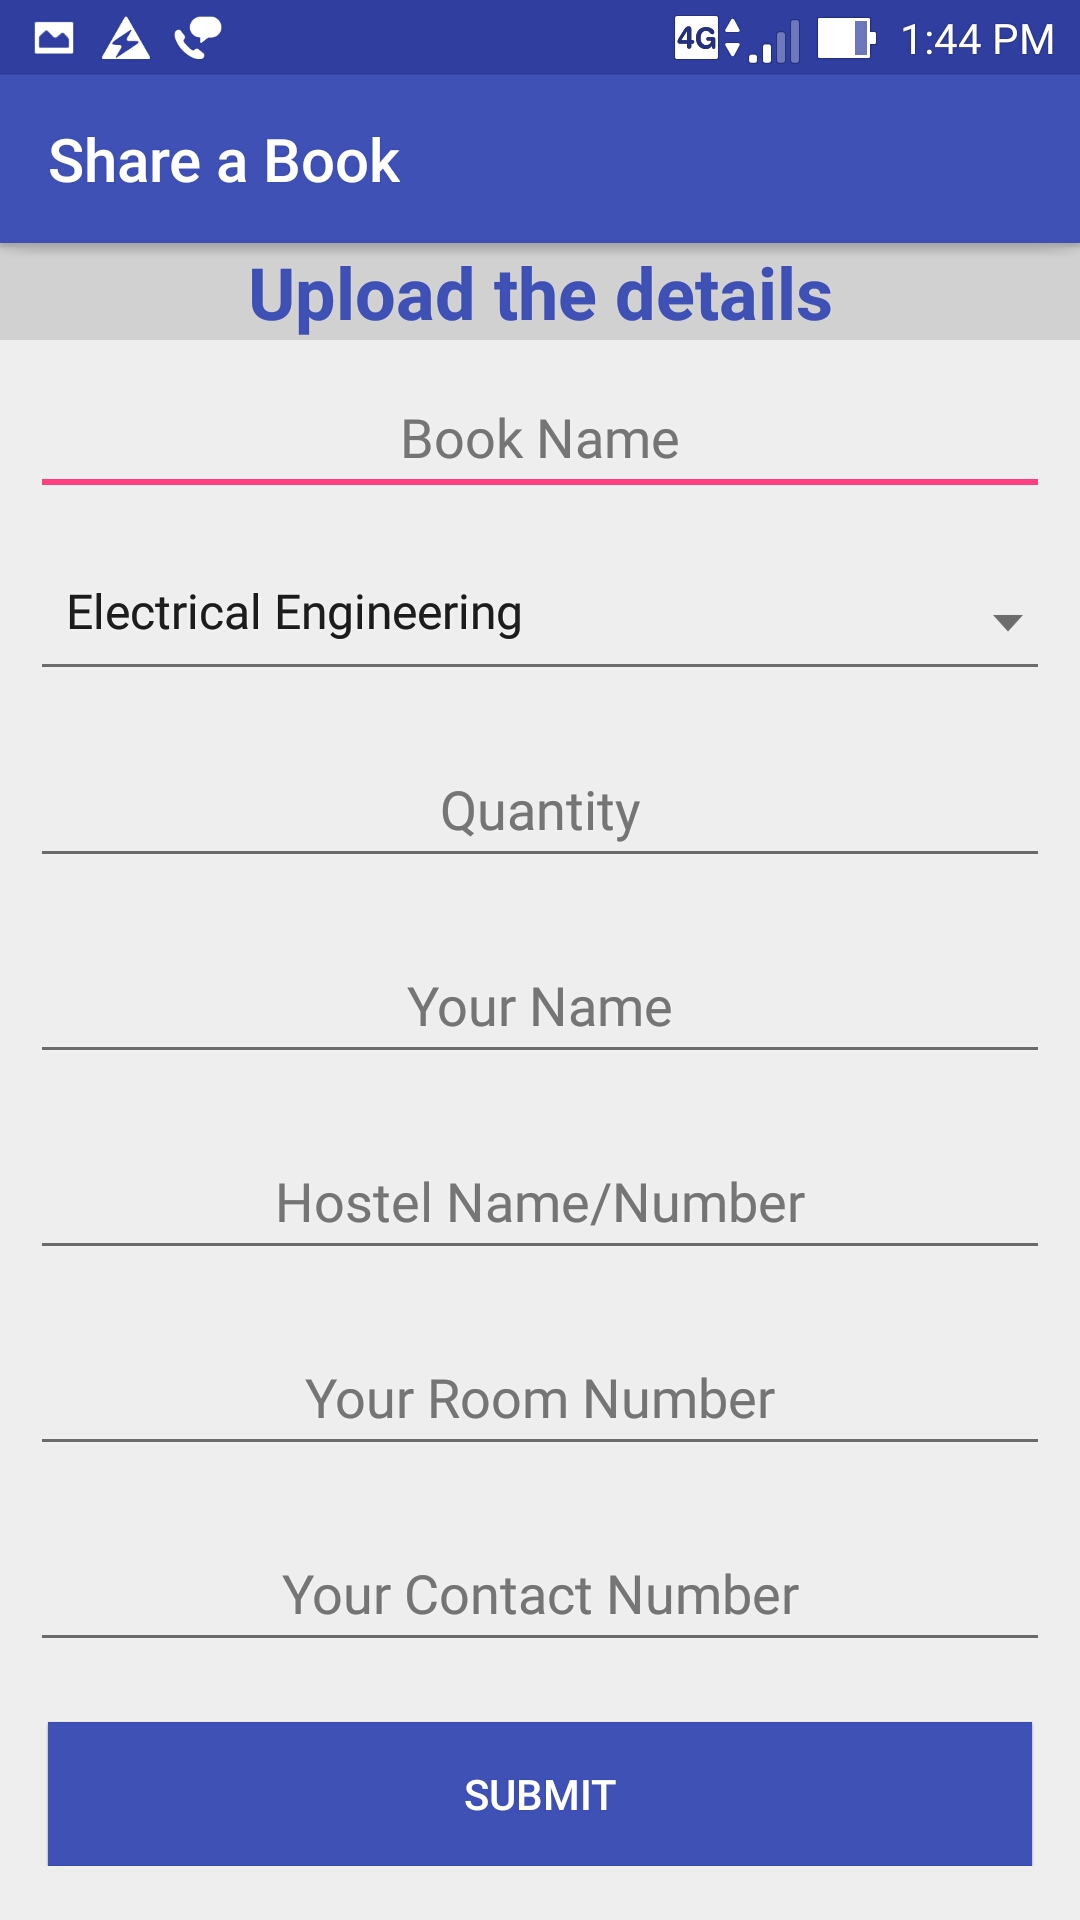 4G 1:44 PM
Share a Book
Upload the details
Book Name
Electrical Engineering
Quantity
Your Name
Hostel Name/Number
Your Room Number
Your Contact Number
SUBMIT